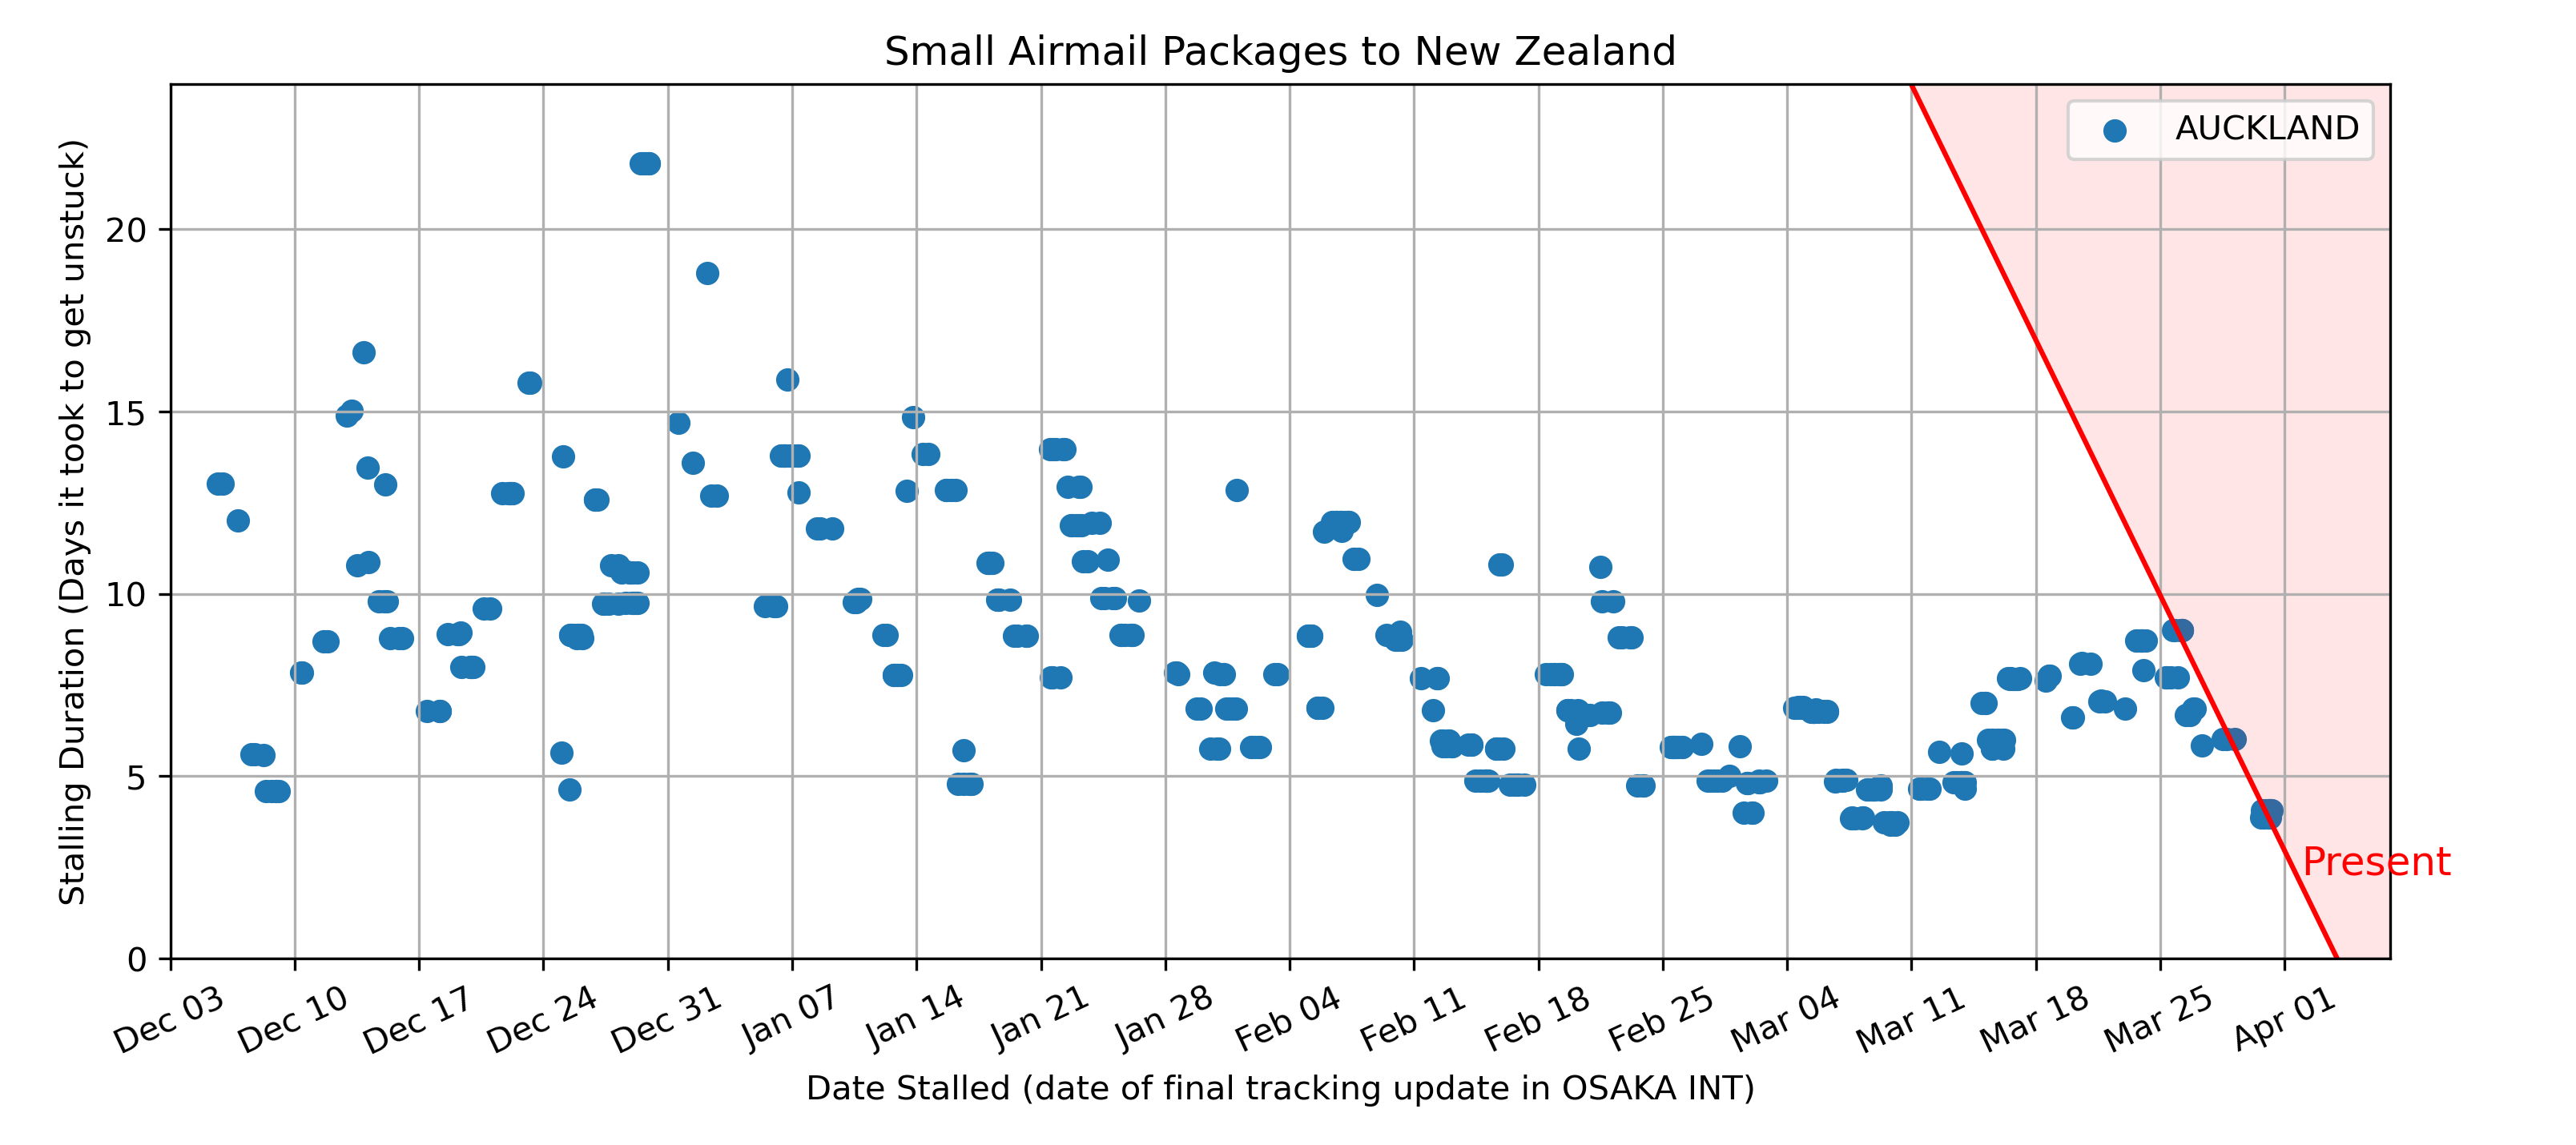 Small Airmail Packages to New Zealand
AUCKLAND
Stalling Duration (Days it took to get unstuck)
20
15
10
5
0
Present
Dec 03
Dec 10
Dec 17
Dec 24
Dec 31
Jan 07
Jan 14
Jan 21
Jan 28
Feb 04
Feb 11
Feb 18
Feb 25
Mar 04
Mar 11
Mar 18
Mar 25
Apr 01
Date Stalled (date of final tracking update in OSAKA INT)